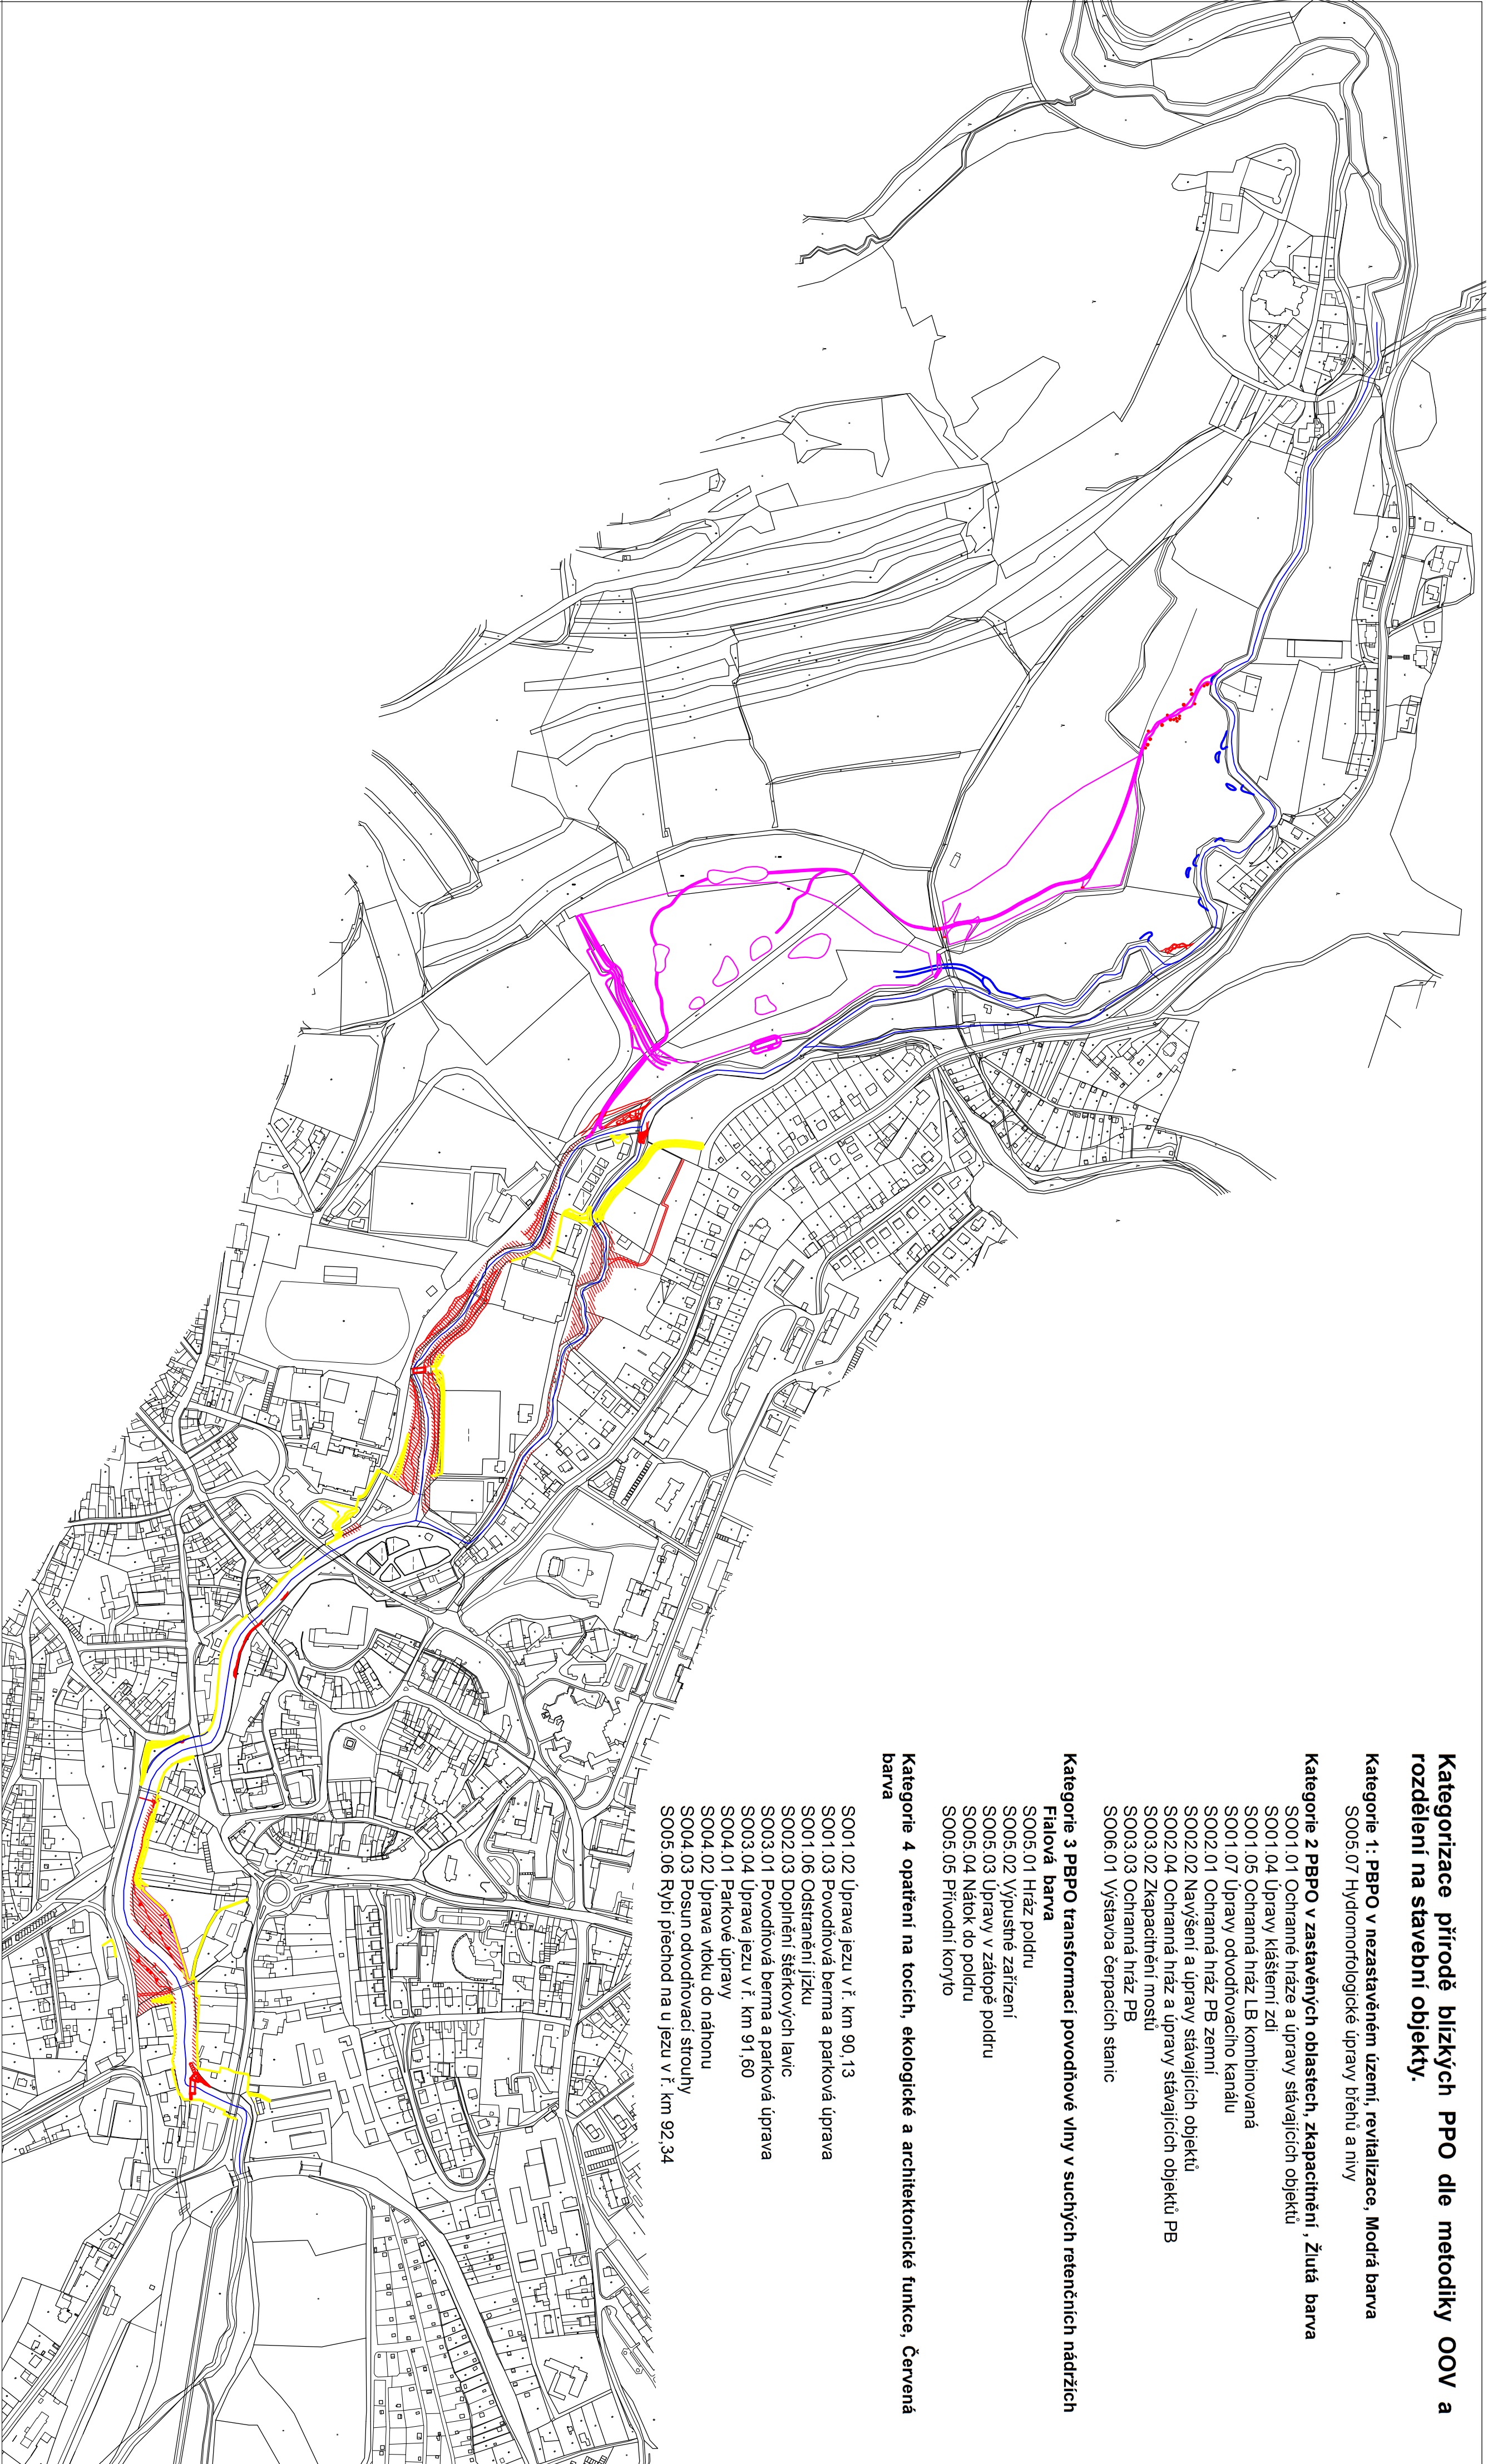 Kategorizace přírodě blízkých PPO dle metodiky OOV a
rozdělení na stavební objekty.
Kategorie 1: PBPO v nezastavěném území, revitalizace, Modrá barva
SO05.07 Hydromorfologické úpravy břehů a nivy
Kategorie 2 PBPO v zastavěných oblastech, zkapacitnění , Žlutá barva
SO01.01 Ochranné hráze a úpravy stávajících objektů
SO01.04 Úpravy klášterní zdi
SO01.05 Ochranná hráz LB kombinovaná
SO01.07 Úpravy odvodňovacího kanálu
SO02.01 Ochranná hráz PB zemní
SO02.02 Navýšení a úpravy stávajících objektů
SO02.04 Ochranná hráz a úpravy stávajících objektů PB
SO03.02 Zkapacitnění mostů
SO03.03 Ochranná hráz PB
SO06.01 Výstavba čerpacích stanic
Kategorie 3 PBPO transformací povodňové vlny v suchých retenčních nádržích
Fialová barva
SO05.01 Hráz poldru
SO05.02 Výpustné zařízení
SO05.03 Úpravy v zátopě poldru
SO05.04 Nátok do poldru
SO05.05 Přívodní koryto
Kategorie 4 opatření na tocích, ekologické a architektonické funkce, Červená
barva
SO01.02 Úprava jezu v ř. km 90,13
SO01.03 Povodňová berma a parková úprava
SO01.06 Odstranění jízku
SO02.03 Doplnění štěrkových lavic
SO03.01 Povodňová berma a parková úprava
SO03.04 Úprava jezu v ř. km 91,60
SO04.01 Parkové úpravy
SO04.02 Úprava vtoku do náhonu
SO04.03 Posun odvodňovací strouhy
SO05.06 Rybí přechod na u jezu v ř. km 92,34